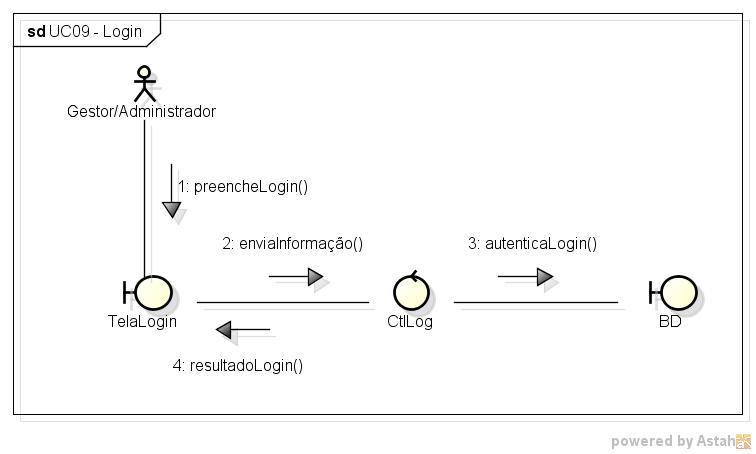 sd UC09 - Login
Gestor/Administrador
1: preencheLogin()
2: enviaInformação()
3: autenticaLogin()
TelaLogin
CtlLog
BD
4: resultadoLogin()
powered by Astah